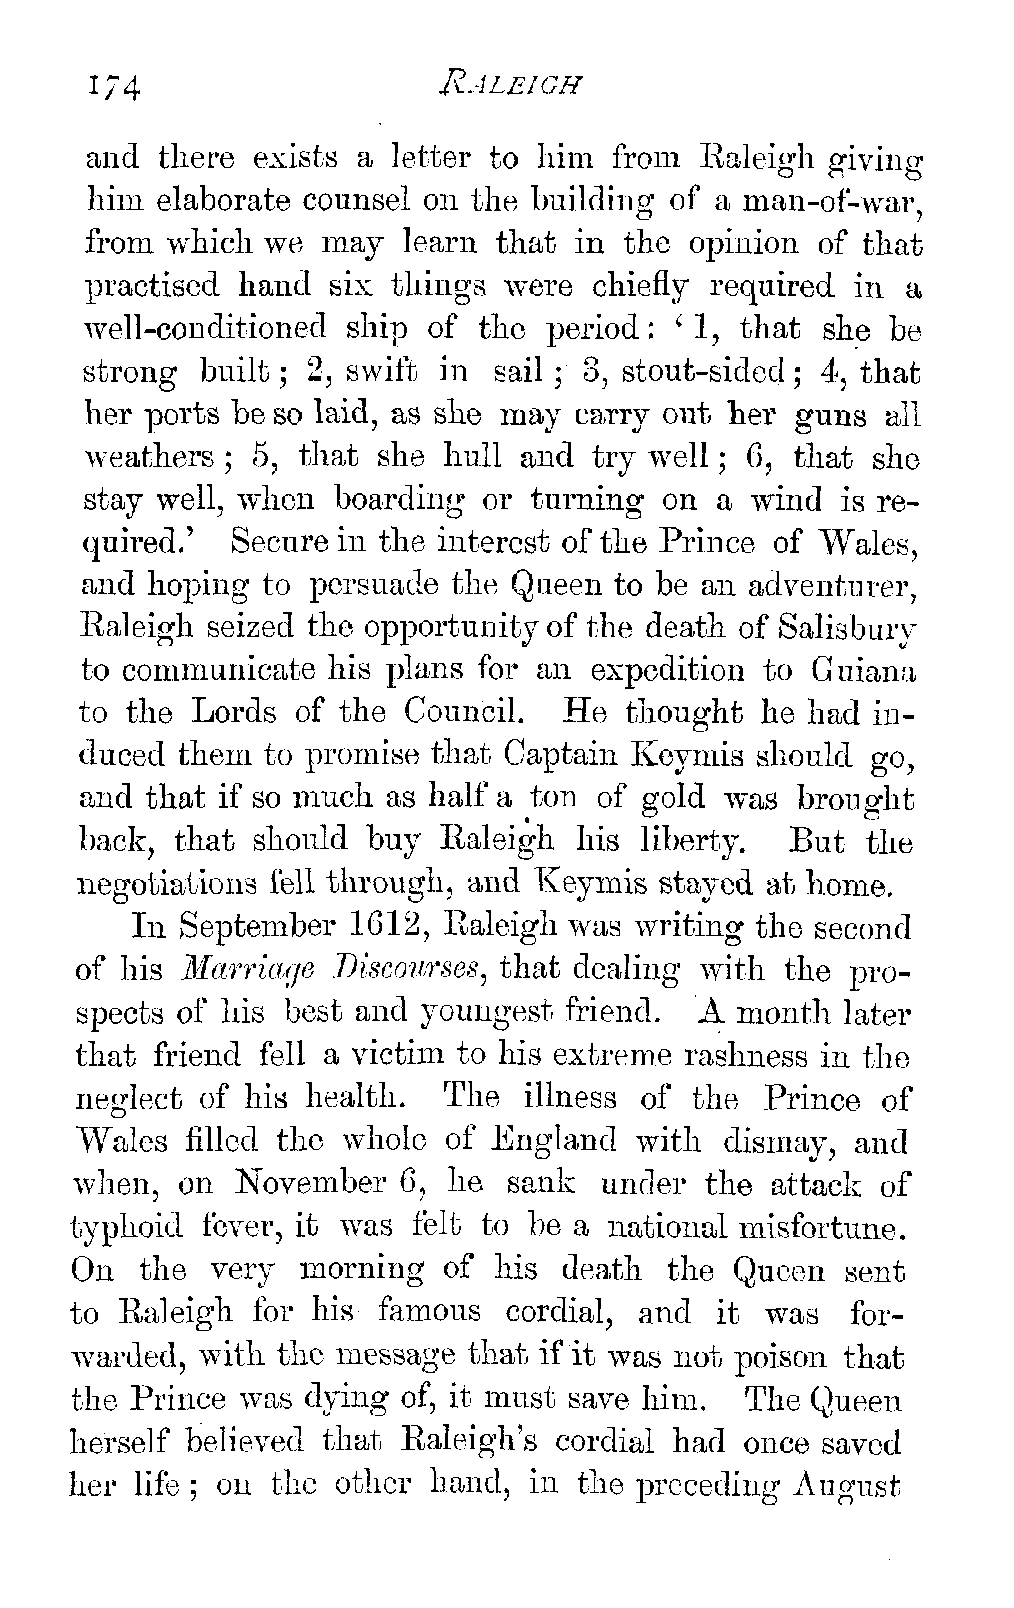 174 RALEIGH
and there exists a letter to him from Raleigh giving
him elaborate counsel on the building of a man-of-war,
from which we may learn that in the opinion of that
practised hand six things were chiefly required in a
well-conditioned ship of the period: ‘ 1, that she be
strong built ; 2, swift in sail ; 3, stout-sided ; 4, that
her ports be so laid, as she may carry out her guns all
weathers ; 5, that she hull and try well ; 6, that she
stay well, when boarding or turning on a wind is re-
quired.’ Secure in the interest of the Prince of Wales,
and hoping to persuade the Queen to be an adventurer,
Raleigh seized the opportunity of the death of Salisbury
to communicate his plans for an expedition to Guiana
to the Lords of the Council. He thought he had in-
duced them to promise that Captain Keymis should go,
and that if so much as half a ton of gold was brought
back, that should buy Raleigh his liberty. But the
negotiations fell through, and Keymis stayed at home.
In September 1612, Raleigh was writing the second
of his Marriage Discourses, that dealing with the pro-
spects of his best and youngest friend. A month later
that friend fell a victim to his extreme rashness in the
neglect of his health. The illness of the Prince of
Wales filled the whole of England with dismay, and
when, on November 6, he sank under the attack of
typhoid fever, it was felt to be a national misfortune.
On the very morning of his death the Queen sent
to Raleigh for his famous cordial, and it was for-
warded, with the message that if it was not poison that
the Prince was dying of, it must save him. The Queen
herself believed that Raleigh’s cordial had once saved
her life ; on the other hand, in the preceding August